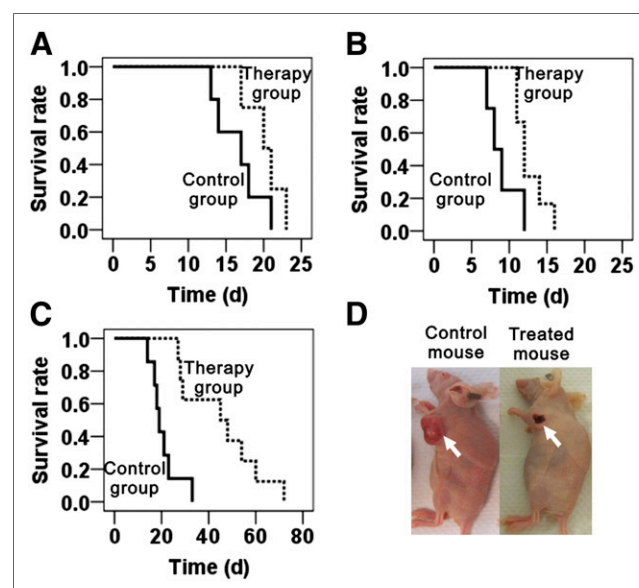 A
Survival rate
1.0
0.8
0.6
0.4
0.2
0.0
Therapy
group
Control
group
0 5 10 15 20 25
Time (d)
B
Survival rate
1.0
0.8
0.6
0.4
0.2
0.0
Therapy
group
Control
group
0 5 10 15 20 25
Time (d)
C
Survival rate
1.0
0.8
0.6
0.4
0.2
0.0
Therapy
group
Control
group
0 20 40 60 80
Time (d)
D
Control Treated
mouse mouse